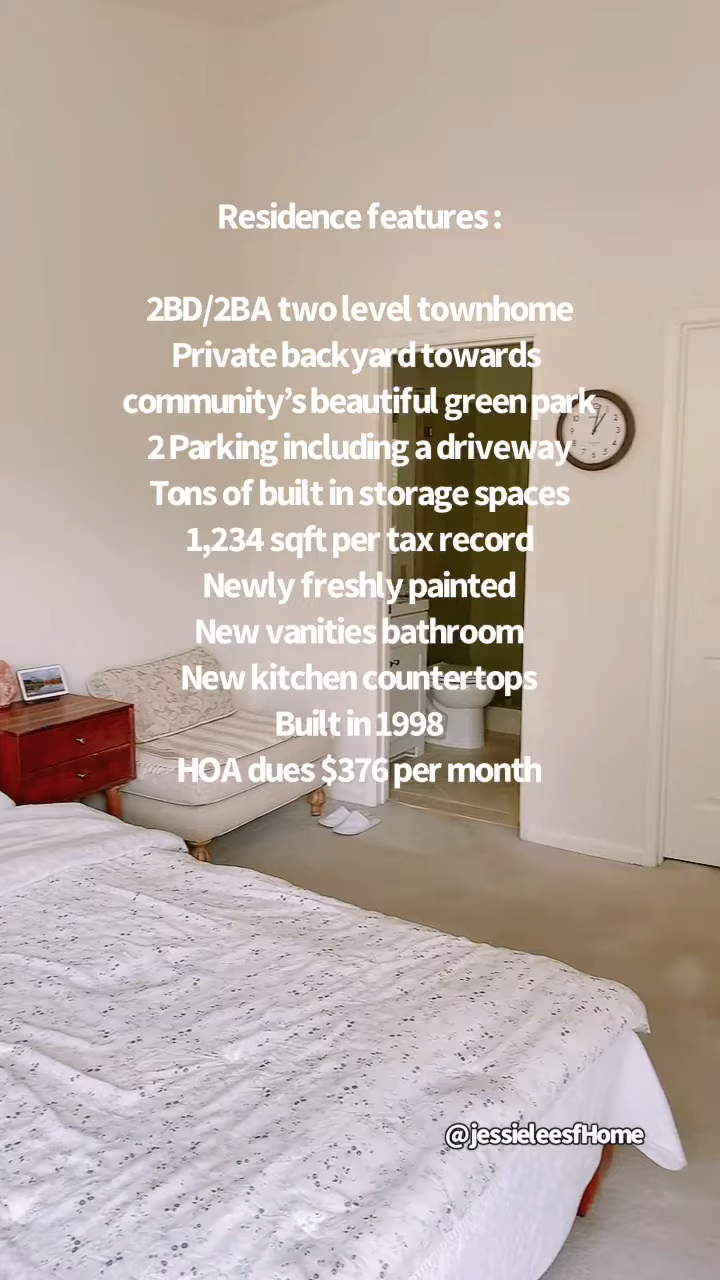 Residence features :
2BD/2BA two level townhome
Private backyard towards
community’s beautiful green park
2 Parking including a driveway
Tons of built in storage spaces
1,234 sqft per tax record
Newly freshly painted
New vanities bathroom
New kitchen countertops
Built in 1998
HOA dues $376 per month
@jessieleesfHome